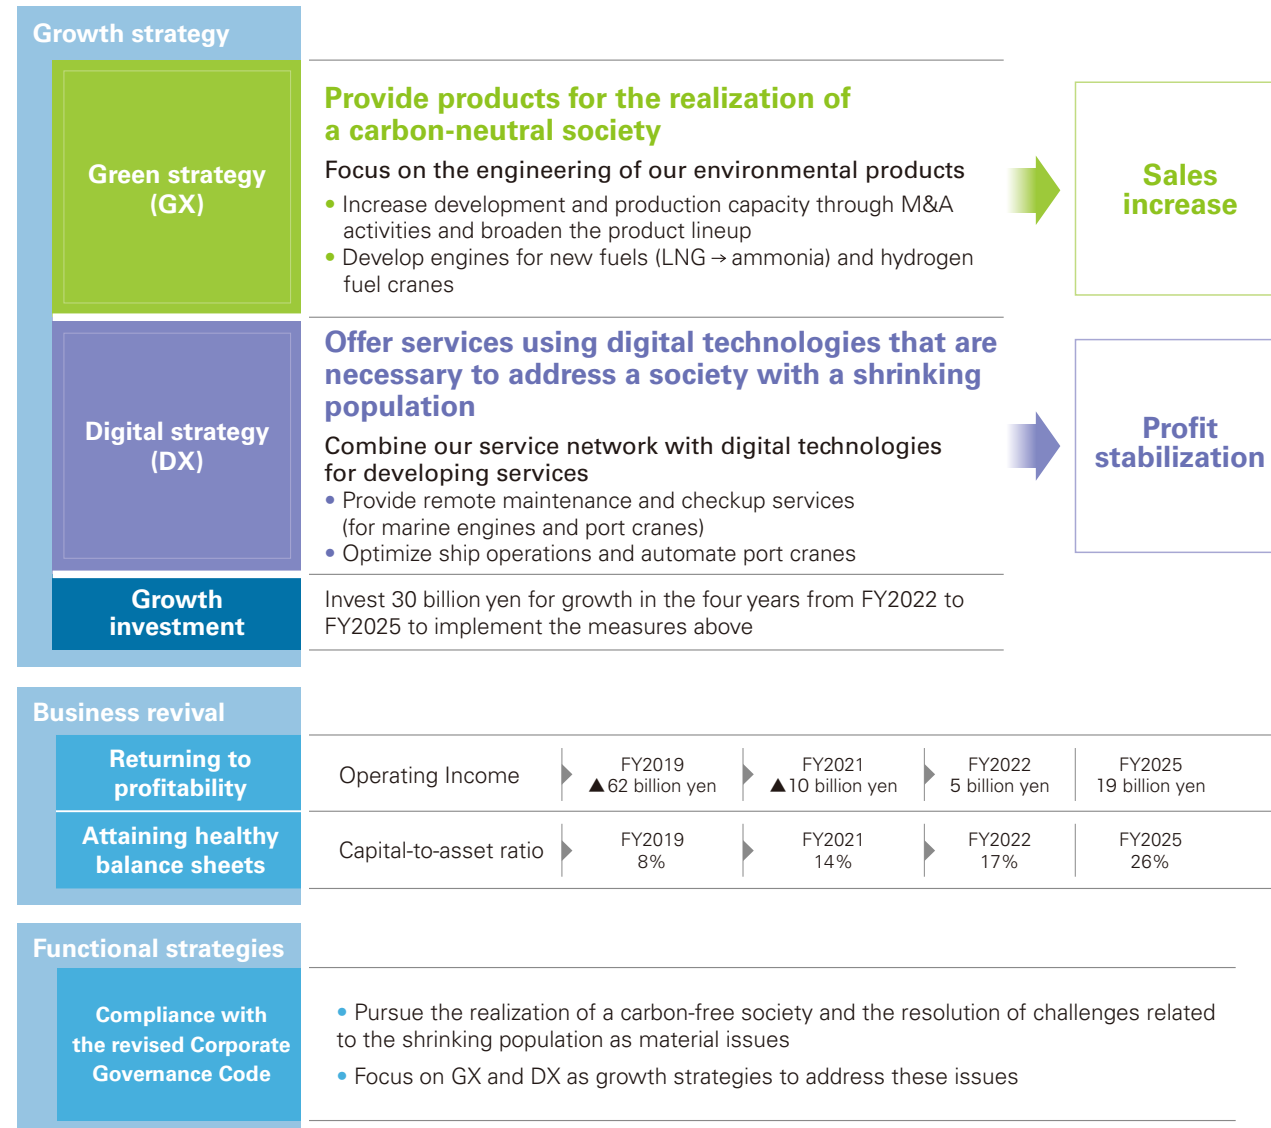 Growth strategy
Green strategy
(GX)
Provide products for the realization of
a carbon-neutral society
Focus on the engineering of our environmental products
• Increase development and production capacity through M&A
activities and broaden the product lineup
• Develop engines for new fuels (LNG → ammonia) and hydrogen
fuel cranes
Sales
increase
Digital strategy
(DX)
Offer services using digital technologies that are
necessary to address a society with a shrinking
population
Combine our service network with digital technologies
for developing services
• Provide remote maintenance and checkup services
(for marine engines and port cranes)
• Optimize ship operations and automate port cranes
Profit
stabilization
Growth
investment
Invest 30 billion yen for growth in the four years from FY2022 to
FY2025 to implement the measures above
Business revival
Returning to
profitability
Operating Income
FY2019
▲62 billion yen
FY2021
▲10 billion yen
FY2022
5 billion yen
FY2025
19 billion yen
Attaining healthy
balance sheets
Capital-to-asset ratio
FY2019
8%
FY2021
14%
FY2022
17%
FY2025
26%
Functional strategies
Compliance with
the revised Corporate
Governance Code
• Pursue the realization of a carbon-free society and the resolution of challenges related
to the shrinking population as material issues
• Focus on GX and DX as growth strategies to address these issues